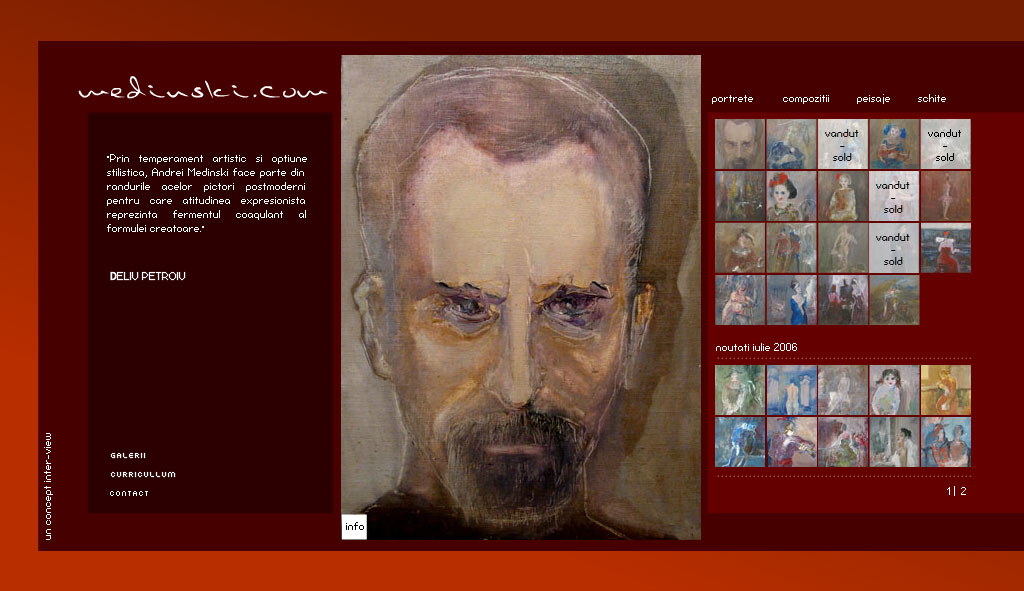 medinski.com
"Prin temperament artistic si optiune
stilistica, Andrei Medinski face parte din
randurile acelor pictori postmoderni
pentru care atitudinea expresionista
reprezinta fermentul coagulant al
formulei creatoare."
DELIU PETROIU
GALERII
CURRICULLUM
CONTACT
un concept inter-view
info
portrete compozitii peisaje schite
vandut
-
sold
vandut
-
sold
vandut
-
sold
vandut
-
sold
noutati iulie 2006
1| 2